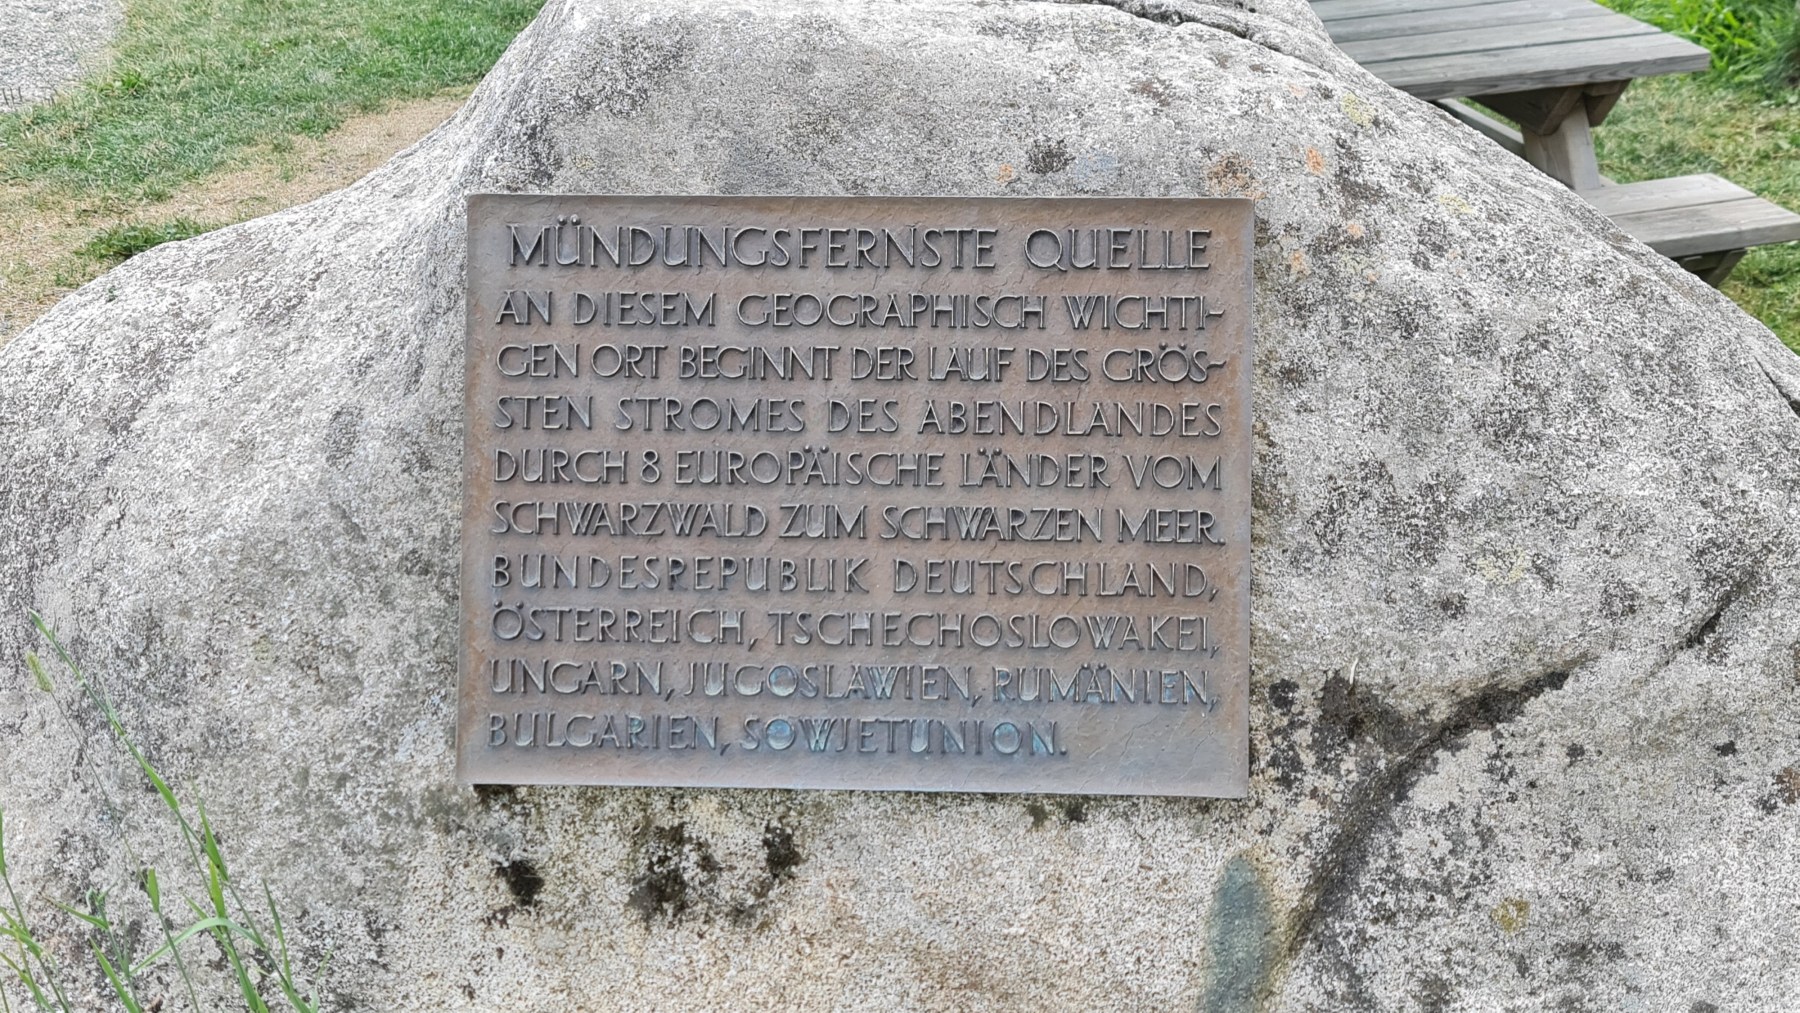 MÜNDUNGSFERNSTE QUELLE
AN DIESEM GEOGRAPHISCH WICHTI-
GEN ORT BEGINNT DER LAUF DES GRÖS-
STEN STROMES DES ABENDLANDES
DURCH 8 EUROPÄISCHE LÄNDER VOM
SCHWARZWALD ZUM SCHWARZEN MEER.
BUNDESREPUBLIK DEUTSCHLAND,
ÖSTERREICH, TSCHECHOSLOWAKEI,
UNGARN, JUGOSLAWIEN, RUMÄNIEN,
BULGARIEN, SOWJETUNION.